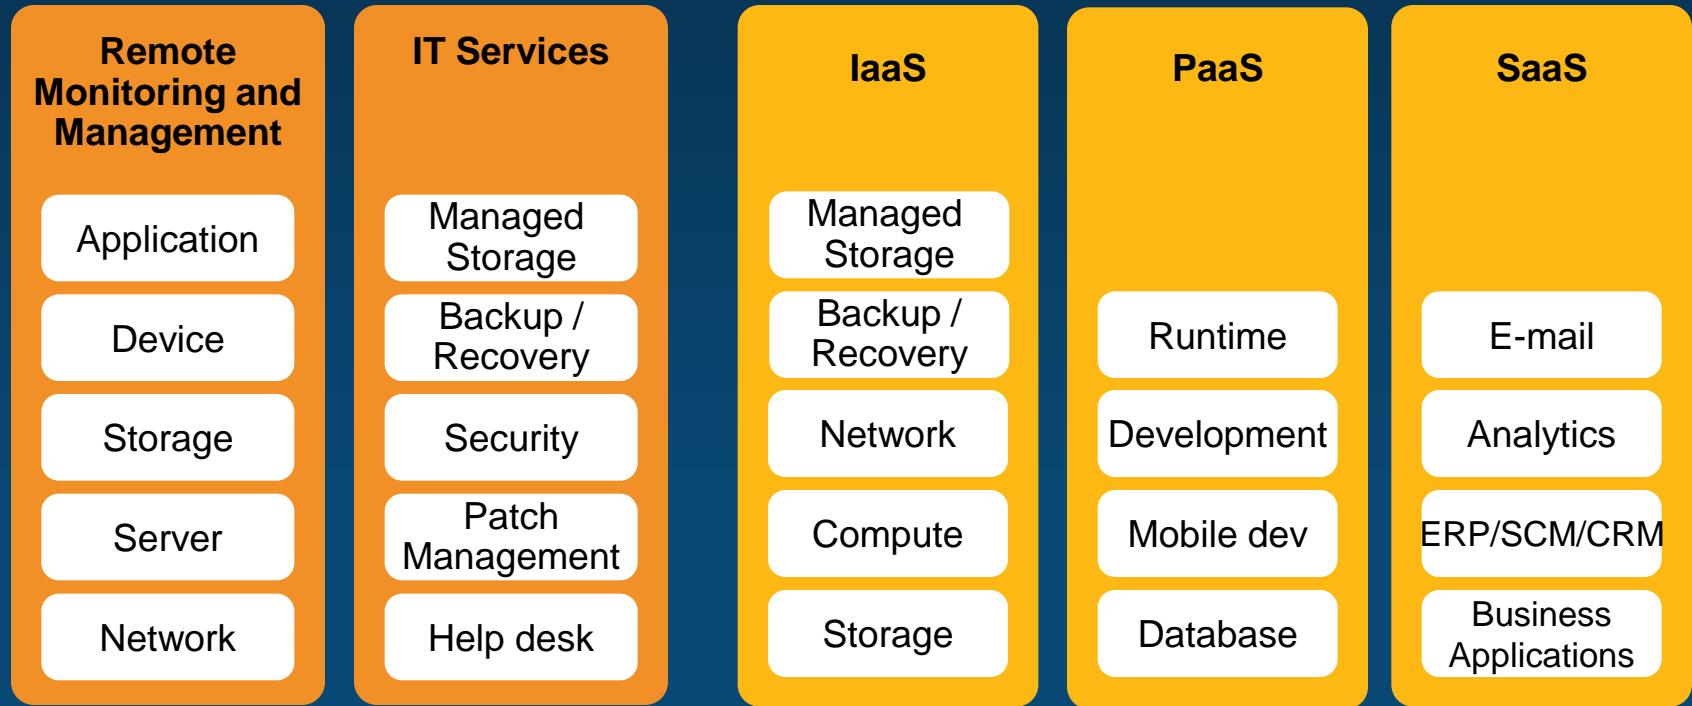 Remote
Monitoring and
Management
Application
Device
Storage
Server
Network
IT Services
Managed
Storage
Backup /
Recovery
Security
Patch
Management
Help desk
IaaS
Managed
Storage
Backup /
Recovery
Network
Compute
Storage
PaaS
Runtime
Development
Mobile dev
Database
SaaS
E-mail
Analytics
ERP/SCM/CRM
Business
Applications